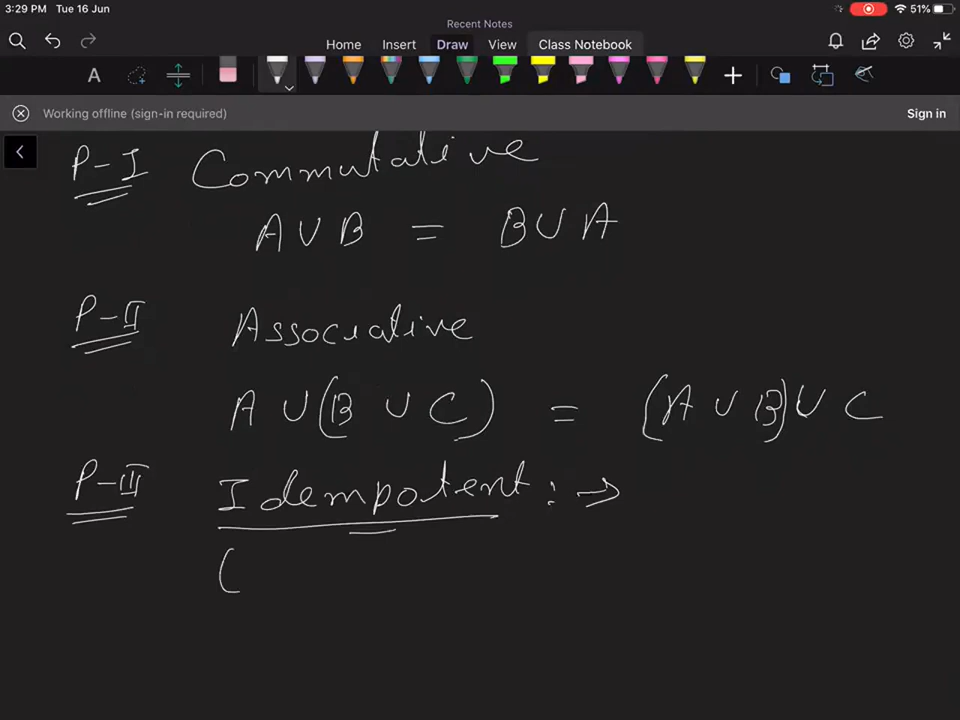 3:29 PM Tue 16 Jun 51%
Recent Notes
Home Insert Draw View Class Notebook
A
Working offline (sign-in required) Sign in
P-I Commutative
A∪B = B∪A
P-II Associative
A∪(B∪C) = (A∪B)∪C
P-III Idempotent :→
(